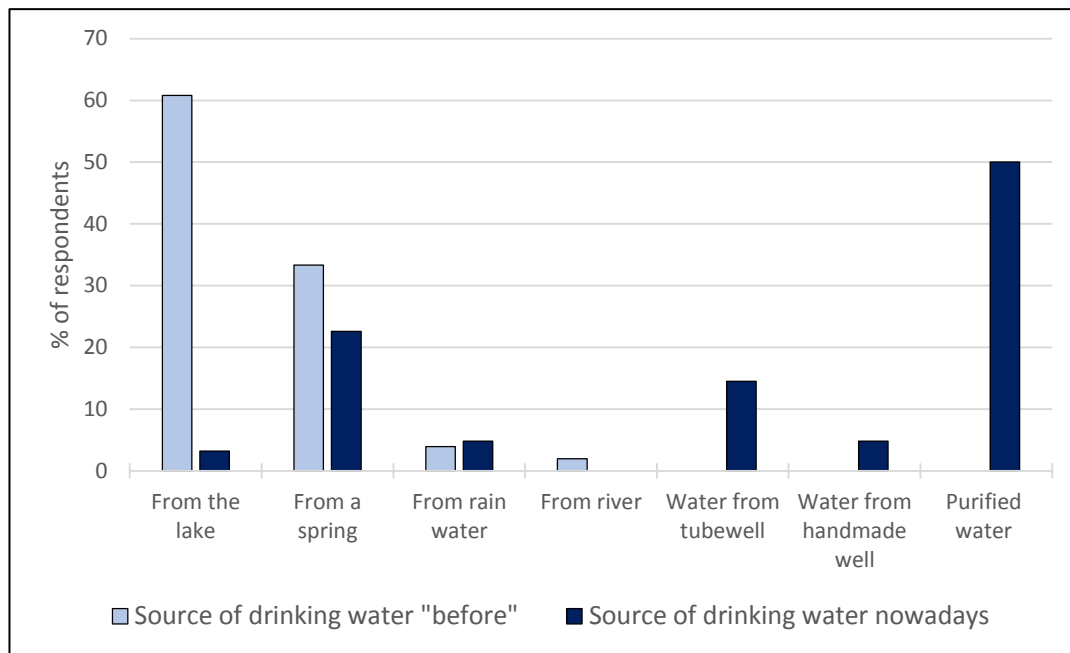 70
60
50
40
30
20
10
0
% of respondents
From the
lake
From a
spring
From rain
water
From river
Water from
tubewell
Water from
handmade
well
Purified
water
Source of drinking water "before"
Source of drinking water nowadays